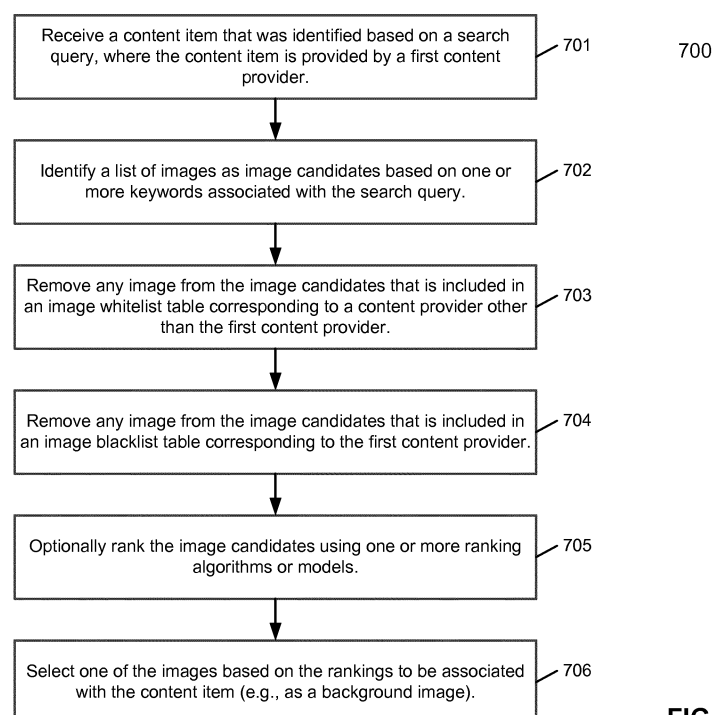 Receive a content item that was identified based on a search
query, where the content item is provided by a first content
provider.
701
700
Identify a list of images as image candidates based on one or
more keywords associated with the search query.
702
Remove any image from the image candidates that is included in
an image whitelist table corresponding to a content provider other
than the first content provider.
703
Remove any image from the image candidates that is included in
an image blacklist table corresponding to the first content provider.
704
Optionally rank the image candidates using one or more ranking
algorithms or models.
705
Select one of the images based on the rankings to be associated
with the content item (e.g., as a background image).
706
FIG